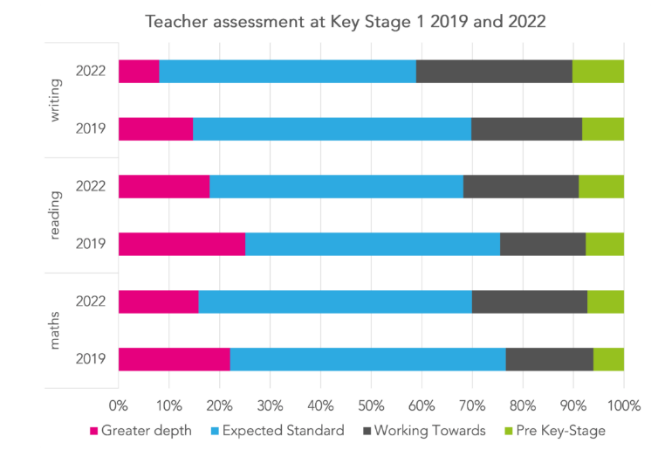 Teacher assessment at Key Stage 1 2019 and 2022
writing
2022
2019
reading
2022
2019
maths
2022
2019
0% 10% 20% 30% 40% 50% 60% 70% 80% 90% 100%
Greater depth Expected Standard Working Towards Pre Key-Stage